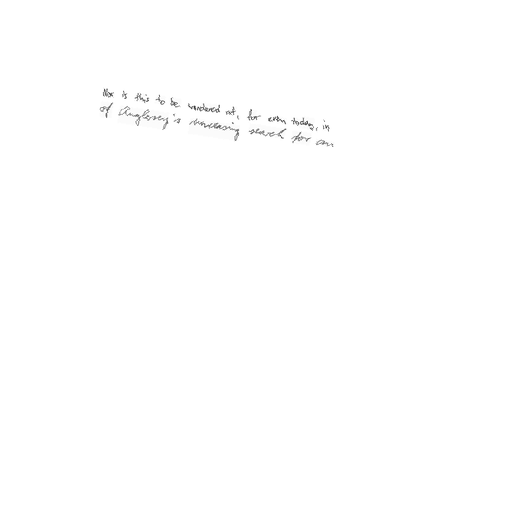 Nor is this to be wondered at, for even today, in
of Anglesey's unceasing search for an